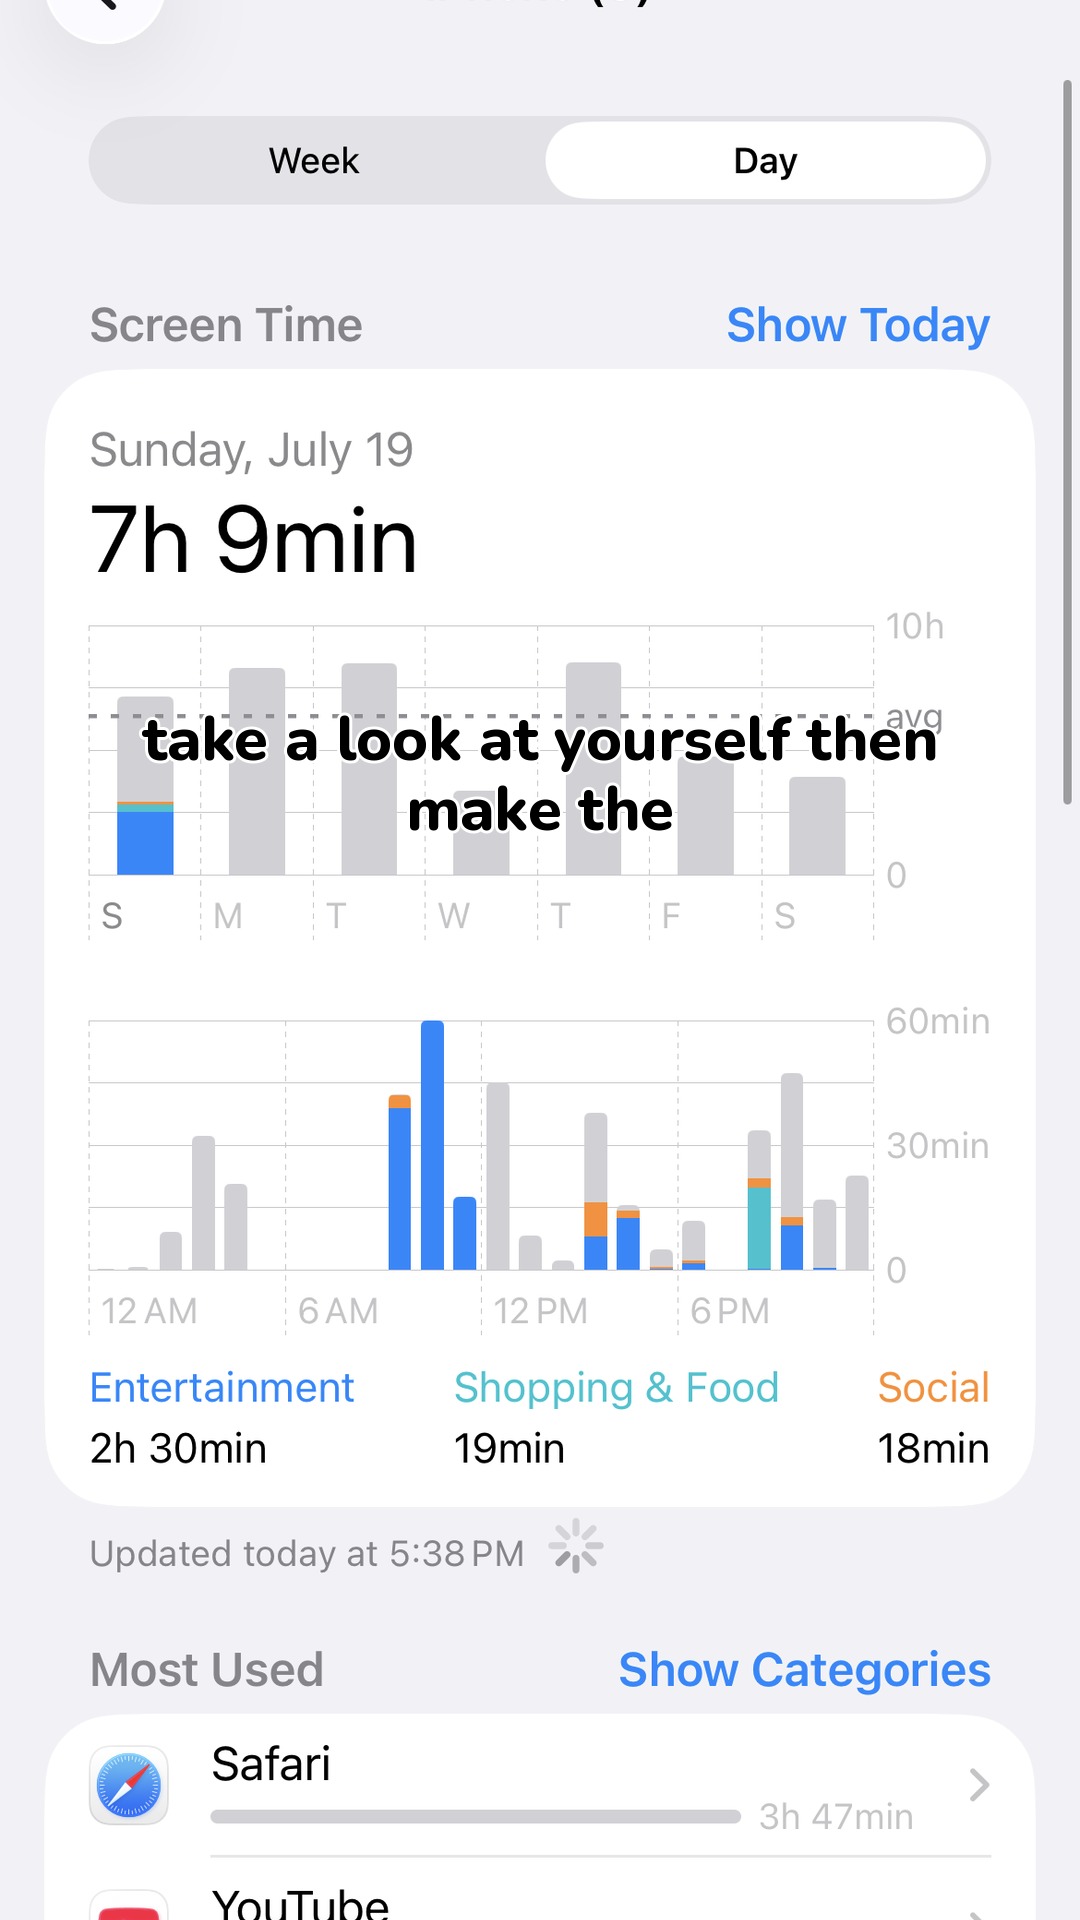 Week
Day
Screen Time
Show Today
Sunday, July 19
7h 9min
10h
avg
take a look at yourself then
make the
0
S M T W T F S
60min
30min
0
12 AM 6 AM 12 PM 6 PM
Entertainment Shopping & Food Social
2h 30min 19min 18min
Updated today at 5:38 PM
Most Used
Show Categories
Safari
3h 47min
YouTube